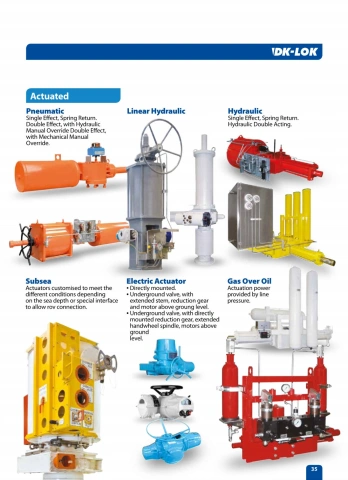 DK-LOK
Actuated
Pneumatic
Single Effect, Spring Return.
Double Effect, with Hydraulic
Manual Override Double Effect,
with Mechanical Manual
Override.
Linear Hydraulic
Hydraulic
Single Effect, Spring Return.
Hydraulic Double Acting.
Subsea
Actuators customised to meet the
different conditions depending
on the sea depth or special interface
to allow rov connection.
Electric Actuator
• Directly mounted.
• Underground valve, with
extended stem, reduction gear
and motor above groung level.
• Underground valve, with directly
mounted reduction gear, extended
handwheel spindle, motors above
ground
level.
Gas Over Oil
Actuation power
provided by line
pressure.
35